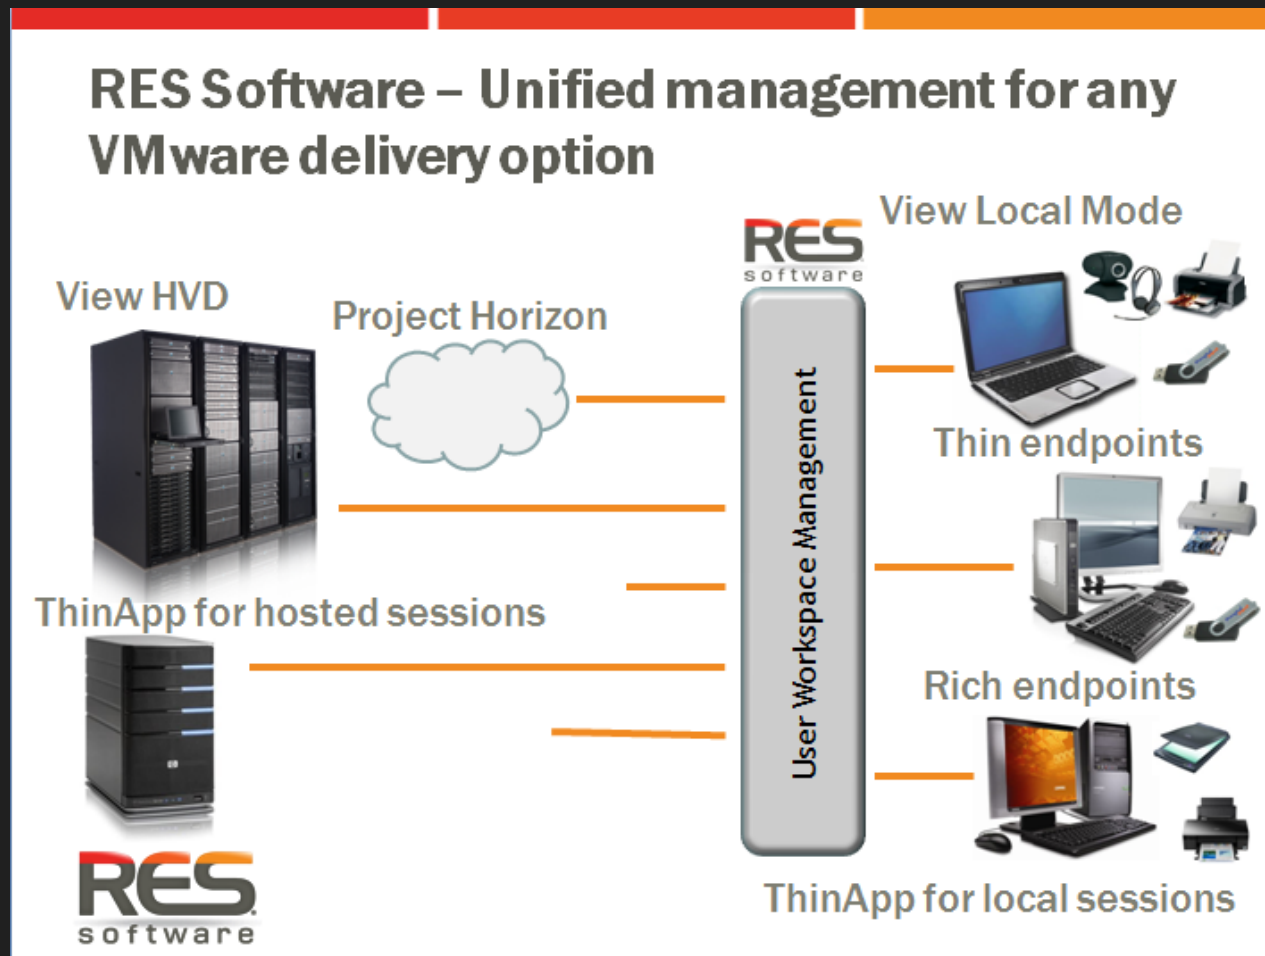 RES Software – Unified management for any
VMware delivery option
View Local Mode
RES
software
View HVD
Project Horizon
User Workspace Management
Thin endpoints
ThinApp for hosted sessions
Rich endpoints
ThinApp for local sessions
RES
software